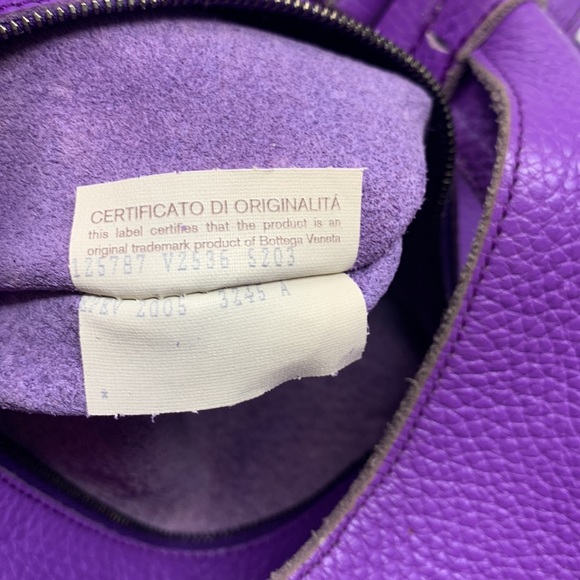 CERTIFICATO DI ORIGINALITÁ
this label certifies that the product is an
original trademark product of Bottega Veneta
125787 V2536 5203
2005 3245 A